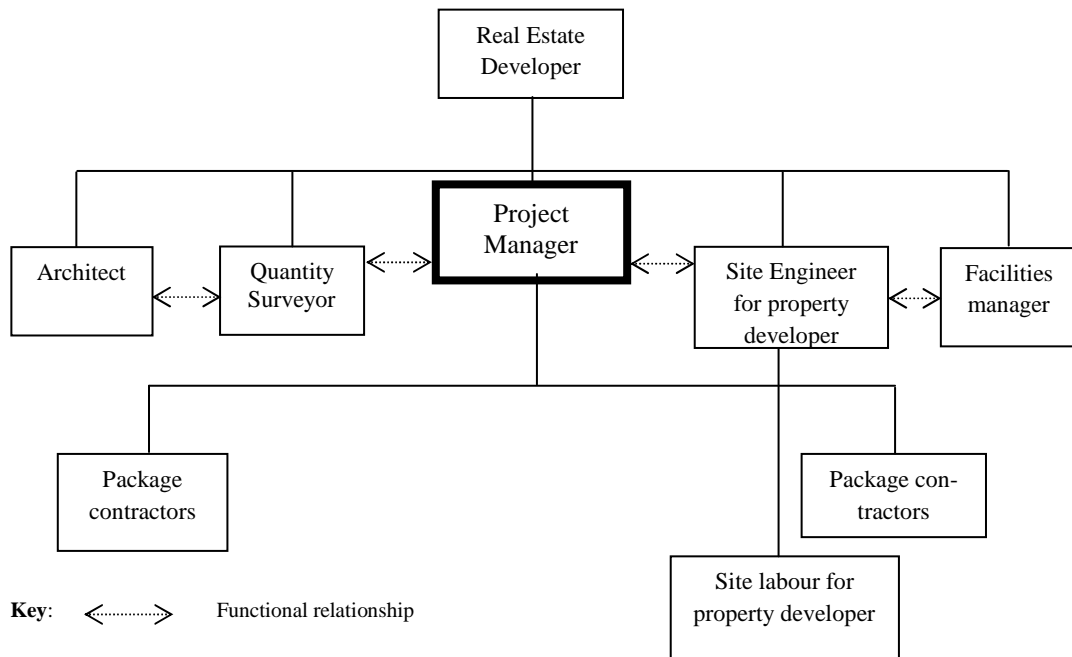 Real Estate
Developer
Project
Manager
Architect
Quantity
Surveyor
Site Engineer
for property
developer
Facilities
manager
Package
contractors
Package con-
tractors
Site labour for
property developer
Key: Functional relationship